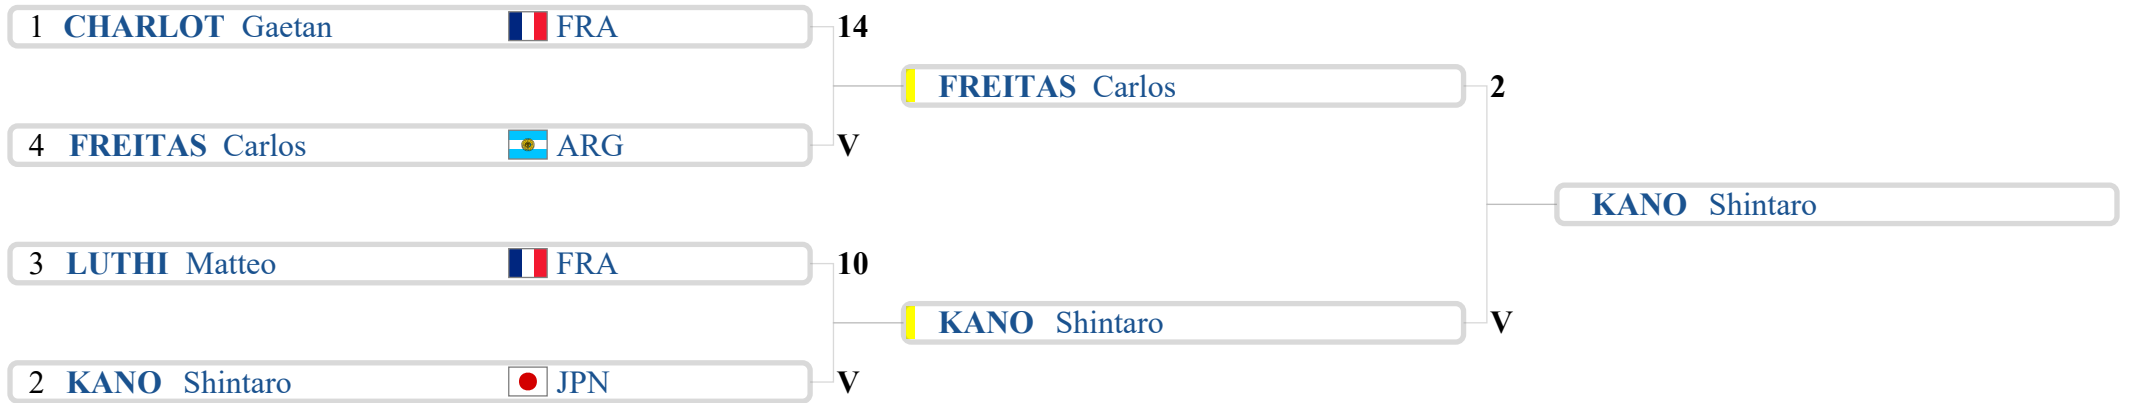 1 CHARLOT Gaetan FRA 14
FREITAS Carlos 2
4 FREITAS Carlos ARG V
KANO Shintaro
3 LUTHI Matteo FRA 10
KANO Shintaro V
2 KANO Shintaro JPN V